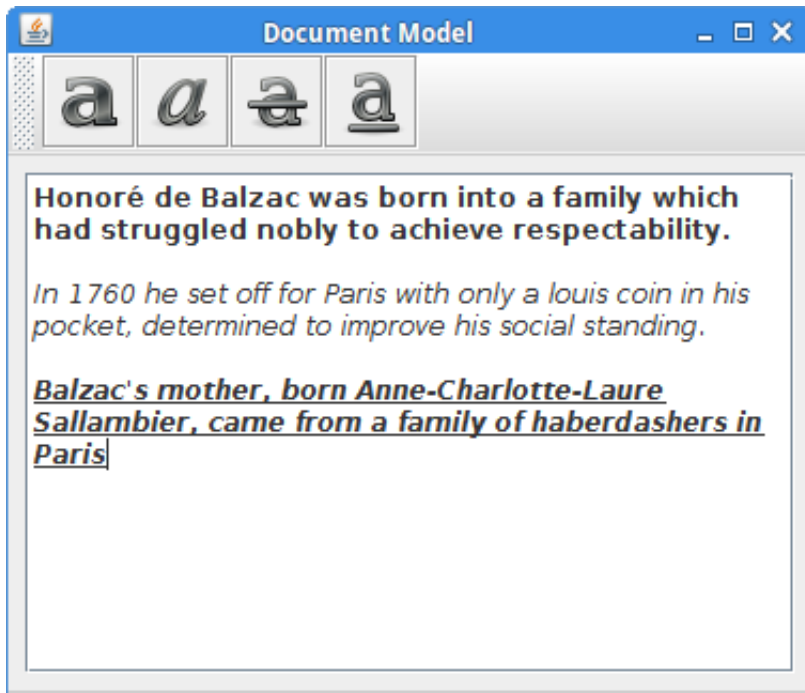 Document Model
a a a a
Honoré de Balzac was born into a family which
had struggled nobly to achieve respectability.
In 1760 he set off for Paris with only a louis coin in his
pocket, determined to improve his social standing.
Balzac's mother, born Anne-Charlotte-Laure
Sallambier, came from a family of haberdashers in
Paris